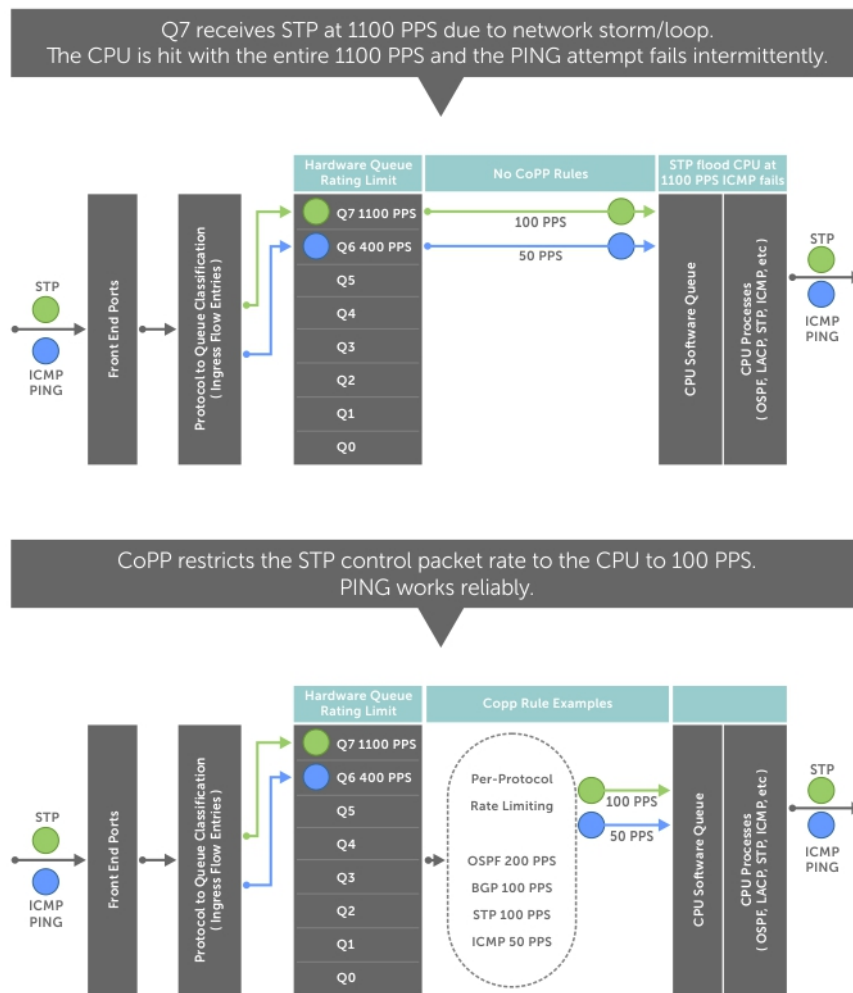 Q7 receives STP at 1100 PPS due to network storm/loop.
The CPU is hit with the entire 1100 PPS and the PING attempt fails intermittently.
Hardware Queue
Rating Limit
No CoPP Rules
STP flood CPU at
1100 PPS ICMP fails
STP
ICMP
PING
Front End Ports
Protocol to Queue Classification
( Ingress Flow Entries )
Q7 1100 PPS
Q6 400 PPS
Q5
Q4
Q3
Q2
Q1
Q0
100 PPS
50 PPS
CPU Software Queue
CPU Processes
( OSPF, LACP, STP, ICMP, etc )
STP
ICMP
PING
CoPP restricts the STP control packet rate to the CPU to 100 PPS.
PING works reliably.
Hardware Queue
Rating Limit
Copp Rule Examples
STP
ICMP
PING
Front End Ports
Protocol to Queue Classification
( Ingress Flow Entries )
Q7 1100 PPS
Q6 400 PPS
Q5
Q4
Q3
Q2
Q1
Q0
Per-Protocol
Rate Limiting
OSPF 200 PPS
BGP 100 PPS
STP 100 PPS
ICMP 50 PPS
100 PPS
50 PPS
CPU Software Queue
CPU Processes
( OSPF, LACP, STP, ICMP, etc )
STP
ICMP
PING